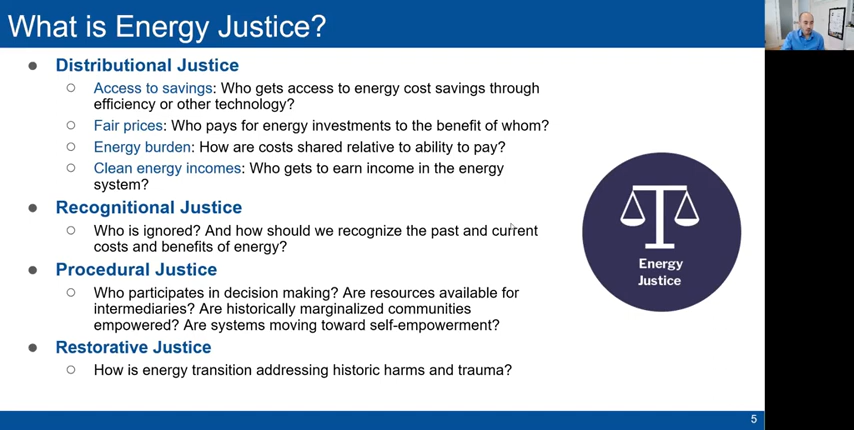 What is Energy Justice?
Distributional Justice
Access to savings: Who gets access to energy cost savings through
efficiency or other technology?
Fair prices: Who pays for energy investments to the benefit of whom?
Energy burden: How are costs shared relative to ability to pay?
Clean energy incomes: Who gets to earn income in the energy
system?
Recognitional Justice
Who is ignored? And how should we recognize the past and current
costs and benefits of energy?
Procedural Justice
Who participates in decision making? Are resources available for
intermediaries? Are historically marginalized communities
empowered? Are systems moving toward self-empowerment?
Restorative Justice
How is energy transition addressing historic harms and trauma?
Energy
Justice
5